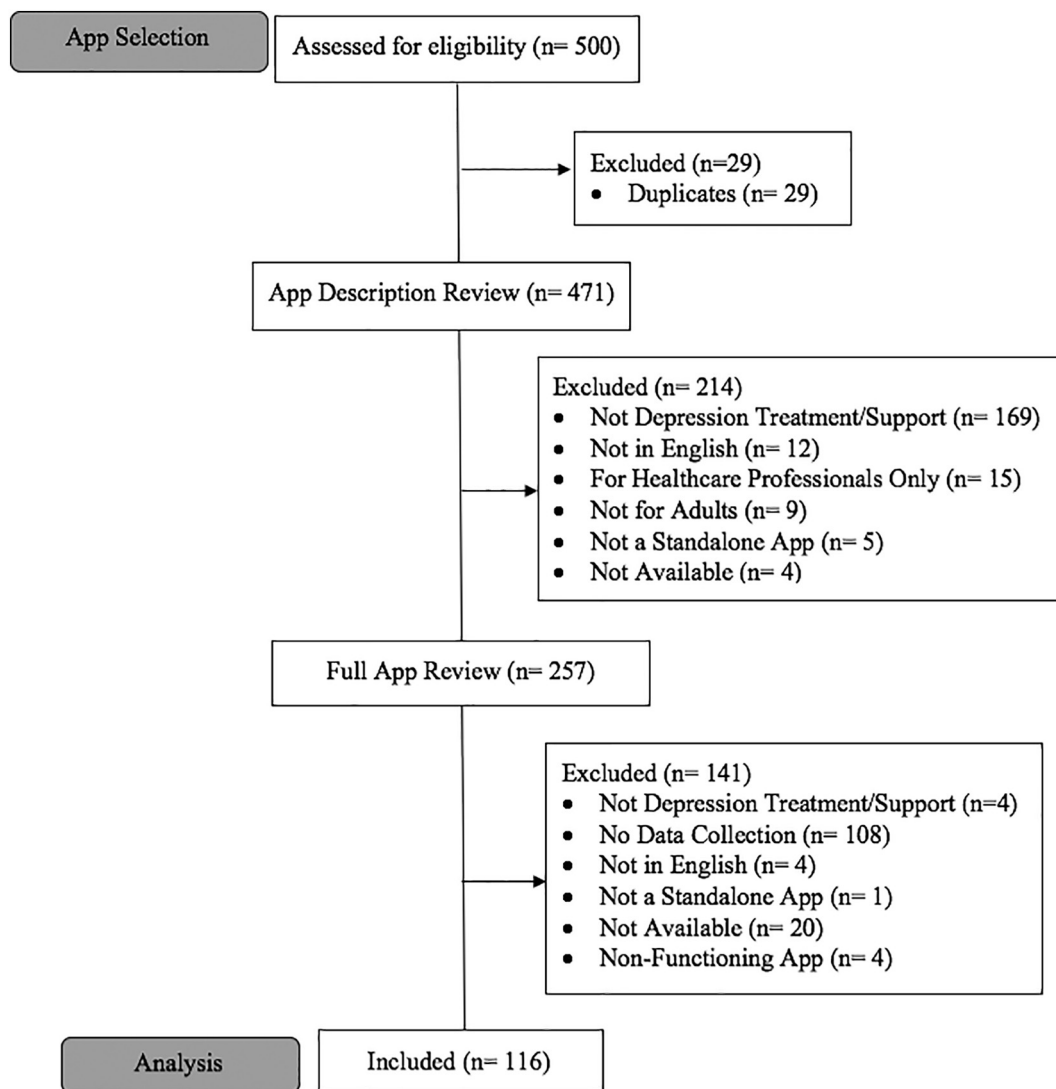 App Selection
Assessed for eligibility (n= 500)
Excluded (n=29)
• Duplicates (n= 29)
App Description Review (n= 471)
Excluded (n= 214)
• Not Depression Treatment/Support (n= 169)
• Not in English (n= 12)
• For Healthcare Professionals Only (n= 15)
• Not for Adults (n= 9)
• Not a Standalone App (n= 5)
• Not Available (n= 4)
Full App Review (n= 257)
Excluded (n= 141)
• Not Depression Treatment/Support (n=4)
• No Data Collection (n= 108)
• Not in English (n= 4)
• Not a Standalone App (n= 1)
• Not Available (n= 20)
• Non-Functioning App (n= 4)
Analysis
Included (n= 116)